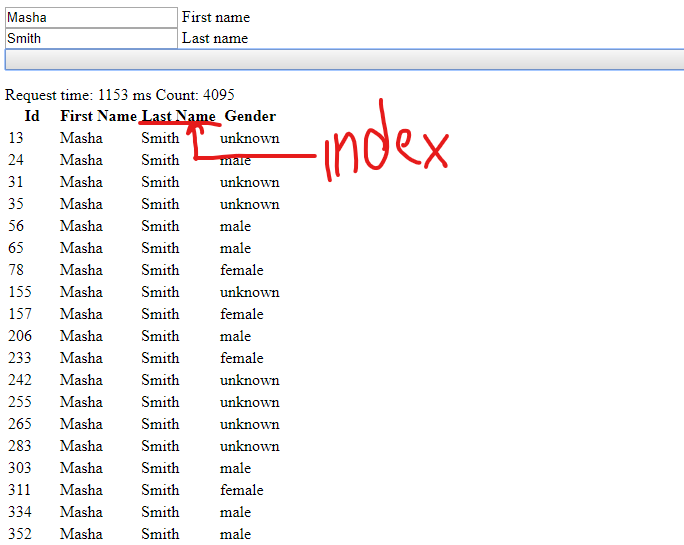 Masha First name
Smith Last name
Request time: 1153 ms Count: 4095
Id First Name Last Name Gender
13 Masha Smith unknown
24 Masha Smith male
index
31 Masha Smith unknown
35 Masha Smith unknown
56 Masha Smith male
65 Masha Smith male
78 Masha Smith female
155 Masha Smith unknown
157 Masha Smith female
206 Masha Smith male
233 Masha Smith female
242 Masha Smith unknown
255 Masha Smith unknown
265 Masha Smith unknown
283 Masha Smith unknown
303 Masha Smith male
311 Masha Smith female
334 Masha Smith male
352 Masha Smith male